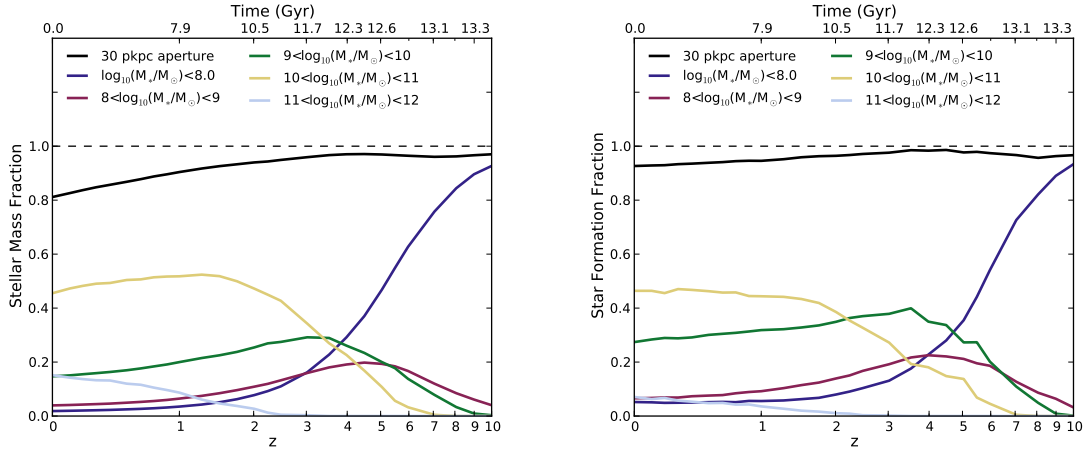 Time (Gyr)
0.0 7.9 10.5 11.7 12.3 12.6 13.1 13.3
30 pkpc aperture
log₁₀(M*/M☉)<8.0
8<log₁₀(M*/M☉)<9
9<log₁₀(M*/M☉)<10
10<log₁₀(M*/M☉)<11
11<log₁₀(M*/M☉)<12
Stellar Mass Fraction
1.0
0.8
0.6
0.4
0.2
0.0
0 1 2 3 4 5 6 7 8 9 10
z
Time (Gyr)
0.0 7.9 10.5 11.7 12.3 12.6 13.1 13.3
30 pkpc aperture
log₁₀(M*/M☉)<8.0
8<log₁₀(M*/M☉)<9
9<log₁₀(M*/M☉)<10
10<log₁₀(M*/M☉)<11
11<log₁₀(M*/M☉)<12
Star Formation Fraction
1.0
0.8
0.6
0.4
0.2
0.0
0 1 2 3 4 5 6 7 8 9 10
z